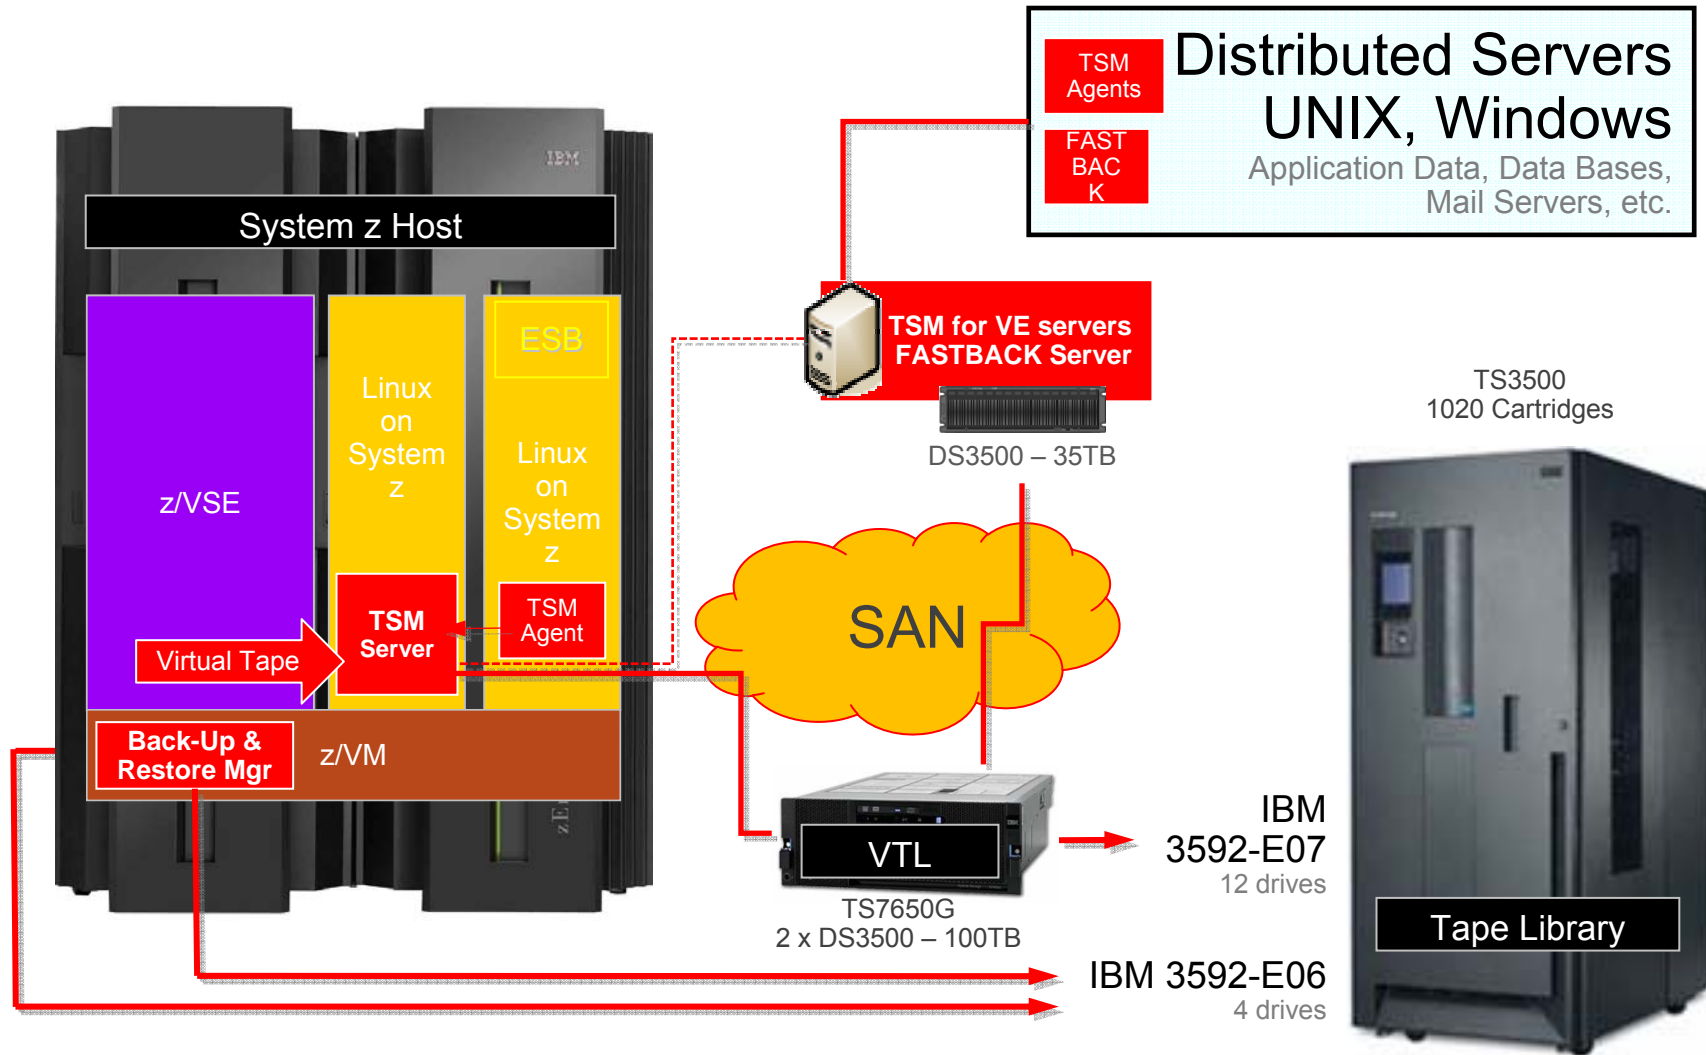 TSM
Agents
Distributed Servers
UNIX, Windows
FAST
BAC
K
Application Data, Data Bases,
Mail Servers, etc.
IBM
System z Host
ESB
TSM for VE servers
FASTBACK Server
Linux
on
System
z
Linux
on
System
z
z/VSE
DS3500 – 35TB
TS3500
1020 Cartridges
SAN
TSM
Server
TSM
Agent
Virtual Tape
Back-Up &
Restore Mgr
z/VM
zE
VTL
TS7650G
2 x DS3500 – 100TB
IBM
3592-E07
12 drives
Tape Library
IBM 3592-E06
4 drives